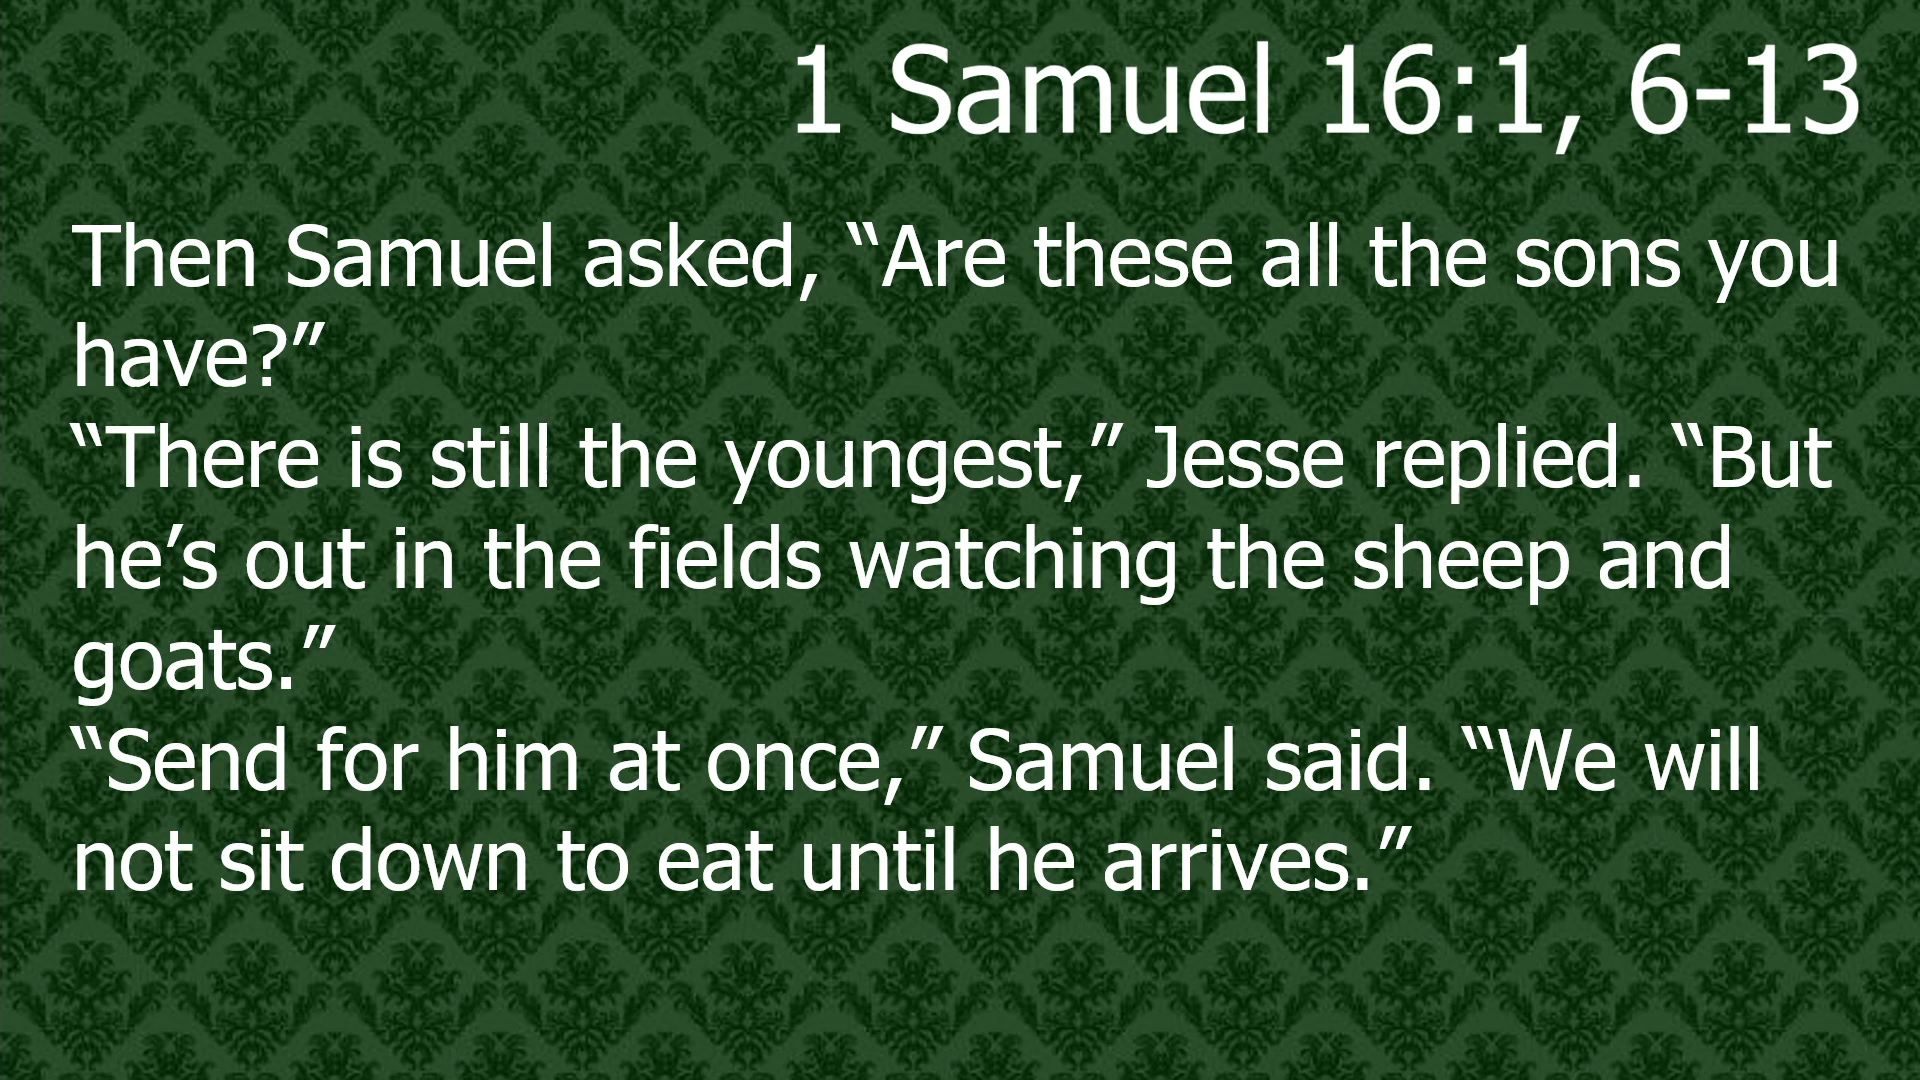 1 Samuel 16:1, 6-13
Then Samuel asked, “Are these all the sons you
have?”
“There is still the youngest,” Jesse replied. “But
he’s out in the fields watching the sheep and
goats.”
“Send for him at once,” Samuel said. “We will
not sit down to eat until he arrives.”